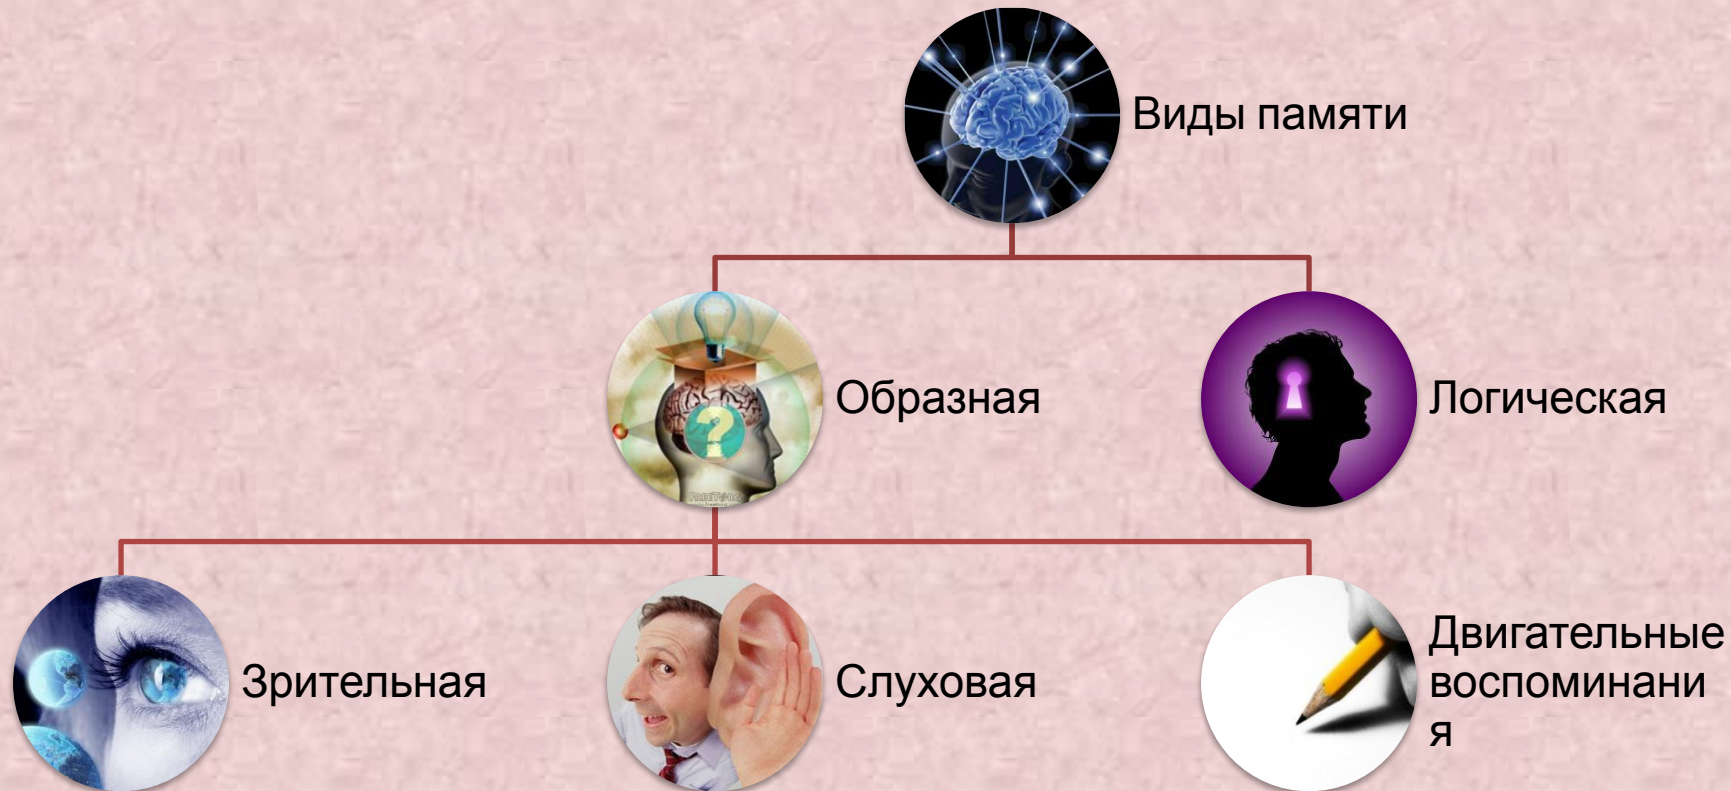 Виды памяти
Образная
Логическая
Зрительная
Слуховая
Двигательные
воспоминани
я